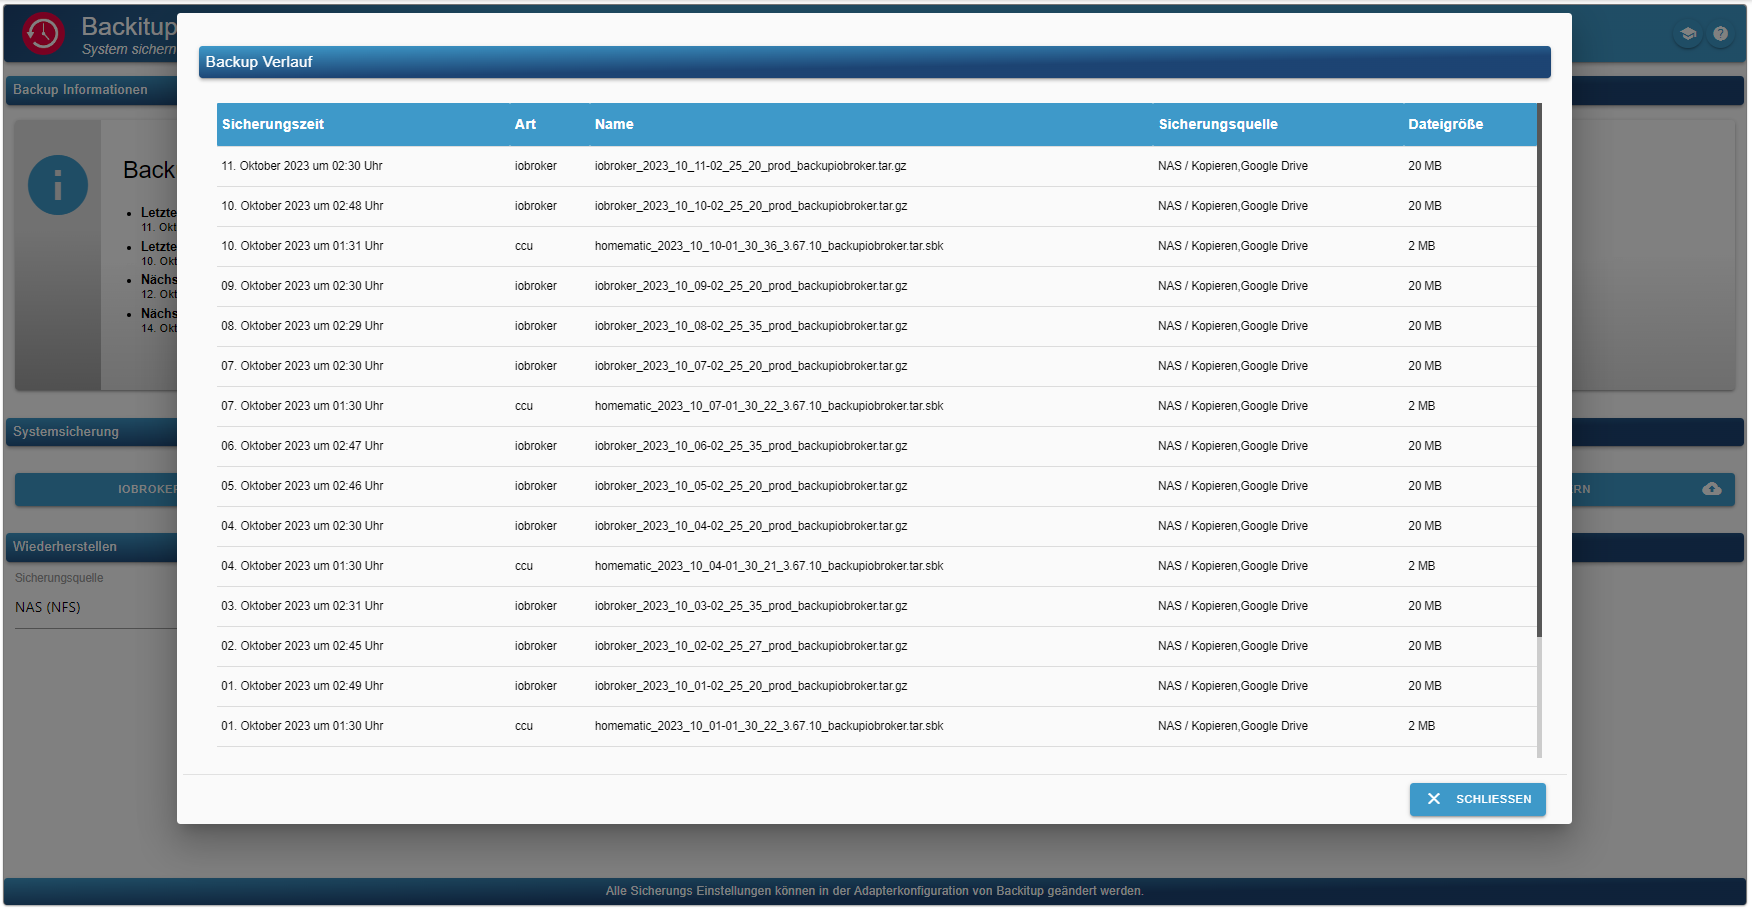 Backitup
System sichern
Backup Informationen
Back
Letzte
11. Okt
Letzte
10. Okt
Nächs
12. Okt
Nächs
14. Okt
Systemsicherung
IOBROKER
RN
Wiederherstellen
Sicherungsquelle
NAS (NFS)
Backup Verlauf
Sicherungszeit Art Name Sicherungsquelle Dateigröße
11. Oktober 2023 um 02:30 Uhr iobroker iobroker_2023_10_11-02_25_20_prod_backupiobroker.tar.gz NAS / Kopieren,Google Drive 20 MB
10. Oktober 2023 um 02:48 Uhr iobroker iobroker_2023_10_10-02_25_20_prod_backupiobroker.tar.gz NAS / Kopieren,Google Drive 20 MB
10. Oktober 2023 um 01:31 Uhr ccu homematic_2023_10_10-01_30_36_3.67.10_backupiobroker.tar.sbk NAS / Kopieren,Google Drive 2 MB
09. Oktober 2023 um 02:30 Uhr iobroker iobroker_2023_10_09-02_25_20_prod_backupiobroker.tar.gz NAS / Kopieren,Google Drive 20 MB
08. Oktober 2023 um 02:29 Uhr iobroker iobroker_2023_10_08-02_25_35_prod_backupiobroker.tar.gz NAS / Kopieren,Google Drive 20 MB
07. Oktober 2023 um 02:30 Uhr iobroker iobroker_2023_10_07-02_25_20_prod_backupiobroker.tar.gz NAS / Kopieren,Google Drive 20 MB
07. Oktober 2023 um 01:30 Uhr ccu homematic_2023_10_07-01_30_22_3.67.10_backupiobroker.tar.sbk NAS / Kopieren,Google Drive 2 MB
06. Oktober 2023 um 02:47 Uhr iobroker iobroker_2023_10_06-02_25_35_prod_backupiobroker.tar.gz NAS / Kopieren,Google Drive 20 MB
05. Oktober 2023 um 02:46 Uhr iobroker iobroker_2023_10_05-02_25_20_prod_backupiobroker.tar.gz NAS / Kopieren,Google Drive 20 MB
04. Oktober 2023 um 02:30 Uhr iobroker iobroker_2023_10_04-02_25_20_prod_backupiobroker.tar.gz NAS / Kopieren,Google Drive 20 MB
04. Oktober 2023 um 01:30 Uhr ccu homematic_2023_10_04-01_30_21_3.67.10_backupiobroker.tar.sbk NAS / Kopieren,Google Drive 2 MB
03. Oktober 2023 um 02:31 Uhr iobroker iobroker_2023_10_03-02_25_35_prod_backupiobroker.tar.gz NAS / Kopieren,Google Drive 20 MB
02. Oktober 2023 um 02:45 Uhr iobroker iobroker_2023_10_02-02_25_27_prod_backupiobroker.tar.gz NAS / Kopieren,Google Drive 20 MB
01. Oktober 2023 um 02:49 Uhr iobroker iobroker_2023_10_01-02_25_20_prod_backupiobroker.tar.gz NAS / Kopieren,Google Drive 20 MB
01. Oktober 2023 um 01:30 Uhr ccu homematic_2023_10_01-01_30_22_3.67.10_backupiobroker.tar.sbk NAS / Kopieren,Google Drive 2 MB
SCHLIESSEN
Alle Sicherungs Einstellungen können in der Adapterkonfiguration von Backitup geändert werden.